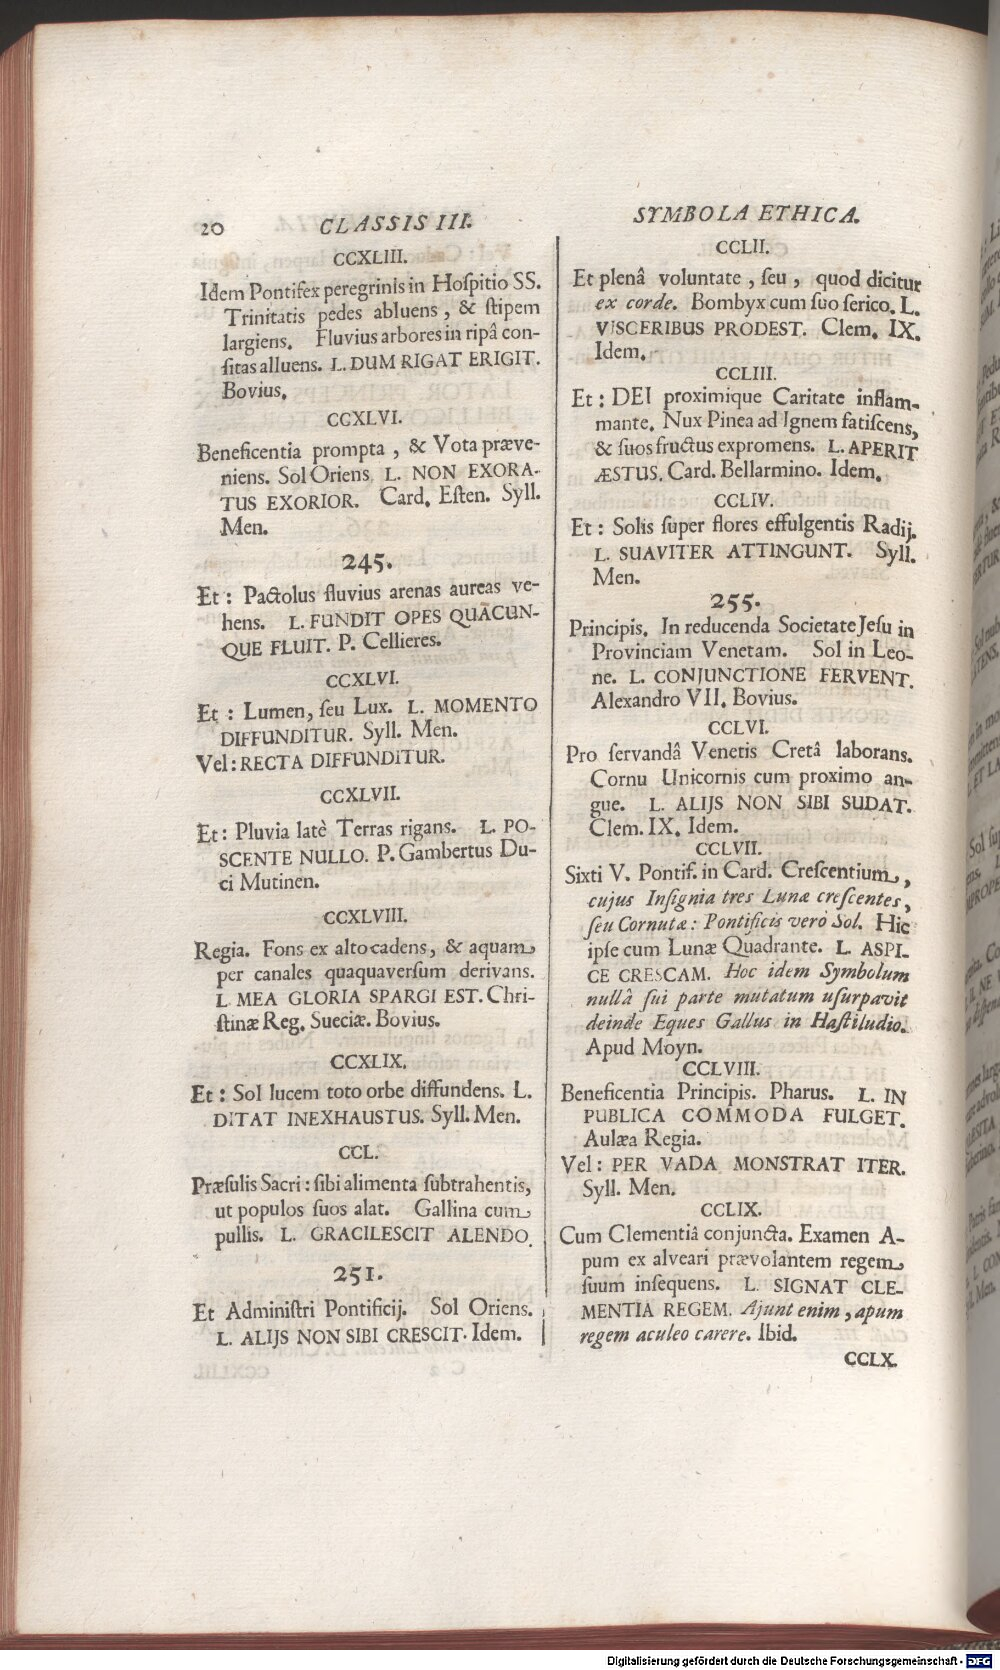 20 CLASSIS III.
CCXLIII.
Idem Pontifex peregrinis in Hoſpitio SS.
Trinitatis pedes abluens, & ſtipem
largiens. Fluvius arbores in ripâ con-
ſitas alluens. L. DUM RIGAT ERIGIT.
Bovius.
CCXLVI.
Beneficentia prompta, & Vota præve-
niens. Sol Oriens L. NON EXORA-
TUS EXORIOR. Card. Eſten. Syll.
Men.
245.
Et: Pactolus fluvius arenas aureas ve-
hens. L. FUNDIT OPES QUACUN-
QUE FLUIT. P. Cellieres.
CCXLVI.
Et: Lumen, ſeu Lux. L. MOMENTO
DIFFUNDITUR. Syll. Men.
Vel: RECTA DIFFUNDITUR.
CCXLVII.
Et: Pluvia latè Terras rigans. L. PO-
SCENTE NULLO. P. Gambertus Du-
ci Mutinen.
CCXLVIII.
Regia. Fons ex alto cadens, & aquam
per canales quaquaverſum derivans.
L MEA GLORIA SPARGI EST. Chri-
ſtinæ Reg. Sueciæ. Bovius.
CCXLIX.
Et: Sol lucem toto orbe diffundens. L.
DITAT INEXHAUSTUS. Syll. Men.
CCL.
Præſulis Sacri: ſibi alimenta ſubtrahentis,
ut populos ſuos alat. Gallina cum
pullis. L. GRACILESCIT ALENDO.
251.
Et Adminiſtri Pontificij. Sol Oriens.
L. ALIJS NON SIBI CRESCIT. Idem.
SYMBOLA ETHICA.
CCLII.
Et plenâ voluntate, ſeu, quod dicitur
ex corde. Bombyx cum ſuo ſerico. L.
VISCERIBUS PRODEST. Clem. IX.
Idem.
CCLIII.
Et: DEI proximique Caritate inflam-
mante. Nux Pinea ad Ignem fatiſcens,
& ſuos fructus expromens. L. APERIT
ÆSTUS. Card. Bellarmino. Idem.
CCLIV.
Et: Solis ſuper flores effulgentis Radij.
L. SUAVITER ATTINGUNT. Syll.
Men.
255.
Principis. In reducenda Societate Jeſu in
Provinciam Venetam. Sol in Leo-
ne. L. CONJUNCTIONE FERVENT.
Alexandro VII. Bovius.
CCLVI.
Pro ſervandâ Venetis Cretâ laborans.
Cornu Unicornis cum proximo an-
gue. L. ALIJS NON SIBI SUDAT.
Clem. IX. Idem.
CCLVII.
Sixti V. Pontif. in Card. Creſcentium,
cujus Inſignia tres Lunæ creſcentes,
ſeu Cornutæ: Pontificis verò Sol. Hic
ipſe cum Lunæ Quadrante. L. ASPI-
CE CRESCAM. Hoc idem Symbolum
nullâ ſui parte mutatum uſurpavit
deinde Eques Gallus in Haſtiludio.
Apud Moyn.
CCLVIII.
Beneficentia Principis. Pharus. L. IN
PUBLICA COMMODA FULGET.
Aulæa Regia.
Vel: PER VADA MONSTRAT ITER.
Syll. Men.
CCLIX.
Cum Clementiâ conjuncta. Examen A-
pum ex alveari prævolantem regem
ſuum inſequens. L. SIGNAT CLE-
MENTIA REGEM. Ajunt enim, apum
regem aculeo carere. Ibid.
CCLX.
Digitalisierung gefördert durch die Deutsche Forschungsgemeinschaft - DFG